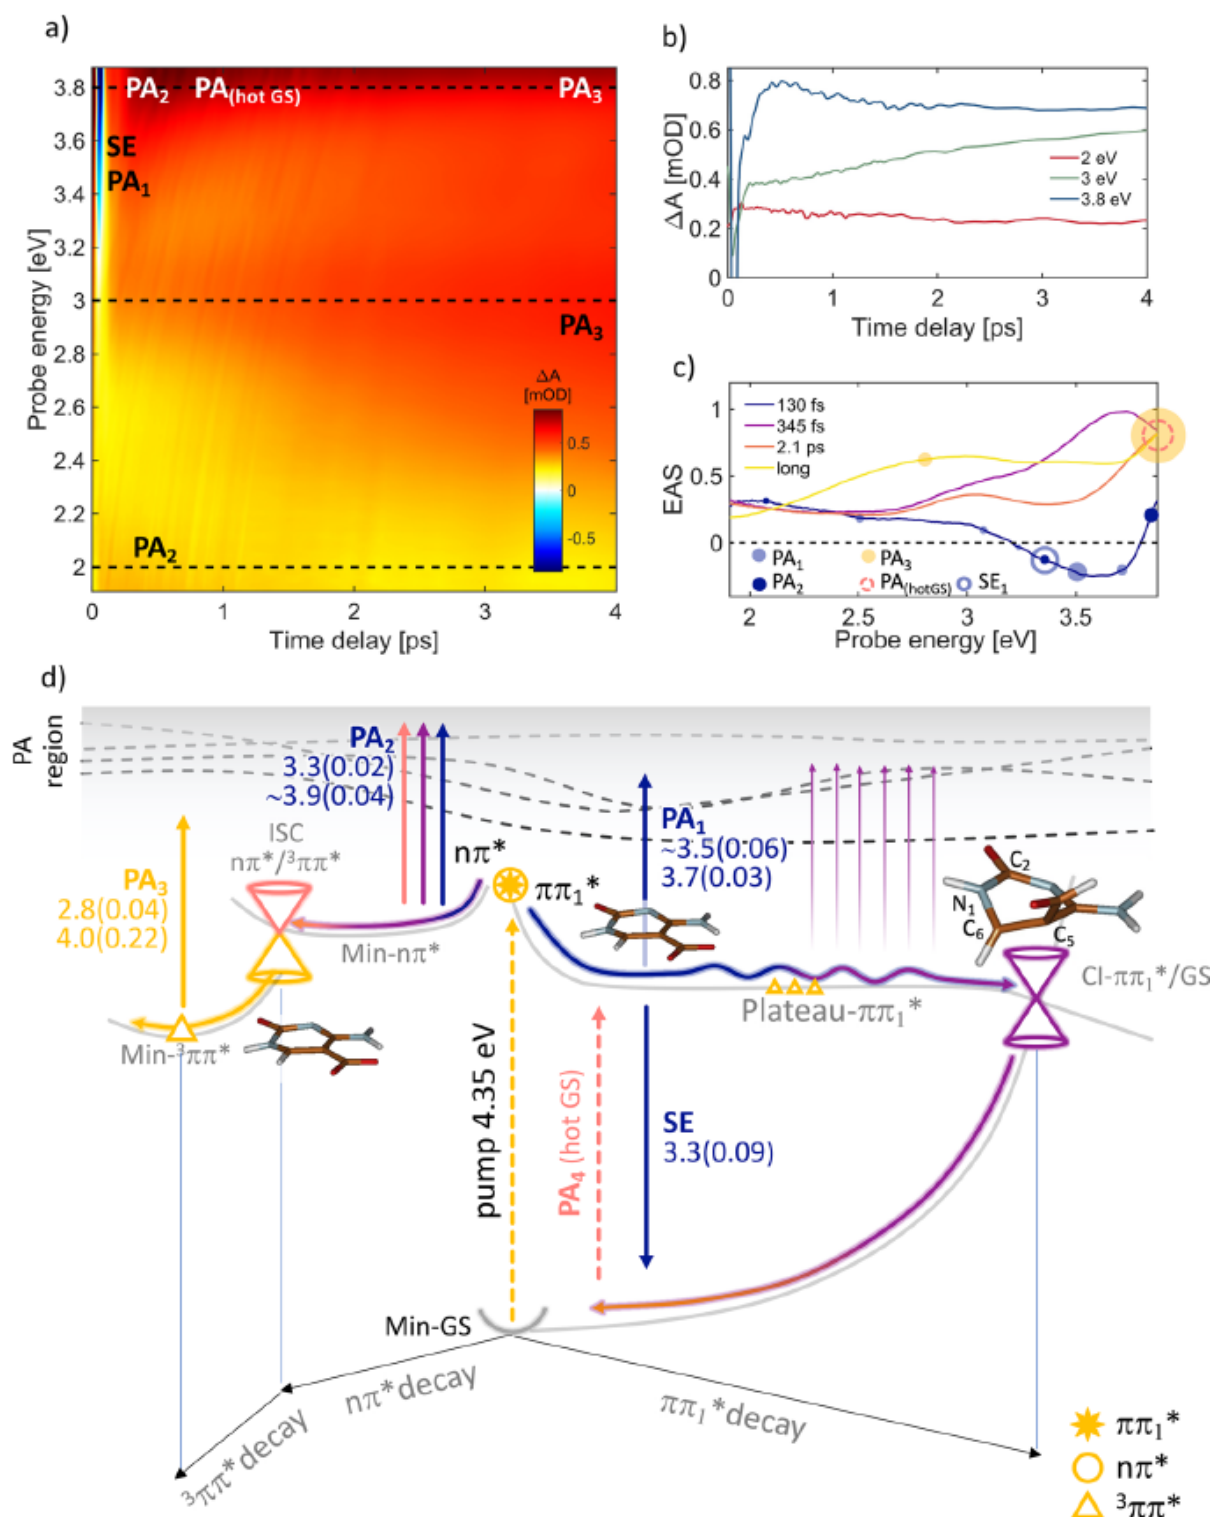 a)
PA2 PA(hot GS) PA3
SE
PA1
PA3
PA2
ΔA
[mOD]
0.5
0
-0.5
3.8
3.6
3.4
3.2
3
2.8
2.6
2.4
2.2
2
Probe energy [eV]
0 1 2 3 4
Time delay [ps]
b)
0.8
0.6
0.4
0.2
0
ΔA [mOD]
2 eV
3 eV
3.8 eV
0 1 2 3 4
Time delay [ps]
c)
1
0.5
0
EAS
130 fs
345 fs
2.1 ps
long
PA1 PA3
PA2 PA(hotGS) SE1
2 2.5 3 3.5
Probe energy [eV]
d)
PA
region
PA2
3.3(0.02)
~3.9(0.04)
ISC
nπ*/³ππ*
PA3
2.8(0.04)
4.0(0.22)
nπ*
ππ1*
Min-nπ*
Min-³ππ*
PA1
~3.5(0.06)
3.7(0.03)
C2
N1
C6
C5
CI-ππ1*/GS
Plateau-ππ1*
pump 4.35 eV
PA4 (hot GS)
SE
3.3(0.09)
Min-GS
nπ*decay
³ππ*decay
ππ1*decay
ππ1*
nπ*
³ππ*